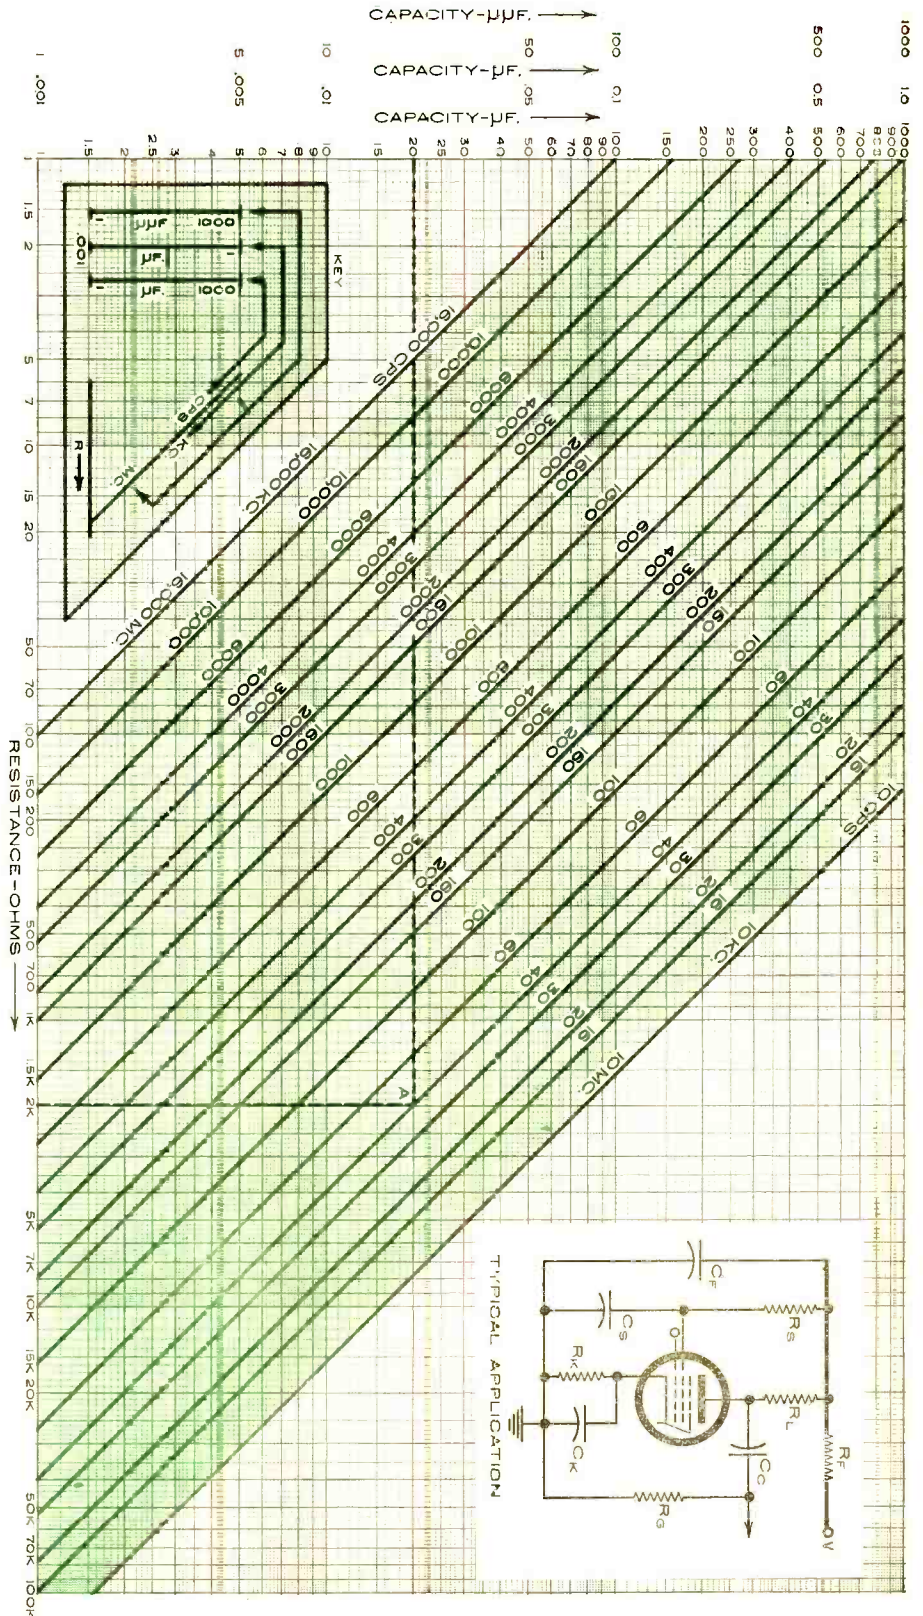 CAPACITY-µµF.
1 5 10 50 100 500 1000
CAPACITY-µF.
.001 .005 .01 .05 0.1 0.5 1.0
CAPACITY-µF.
1 1.5 2 2.5 3 4 5 6 7 8 9 10 15 20 25 30 40 50 60 70 80 90 100 150 200 300 400 500 600 700 900 1000
KEY
1 µµF. 1000
.001 µF. 1
1 µF. 1000
CPS
KC.
MC.
R
16,000 CPS
10,000
6000
4000
3000
2000
1600
1000
600
400
300
200
160
100
60
40
30
20
16
10 CPS.
16,000 KC.
10,000
6000
4000
3000
2000
1600
1000
600
400
300
200
160
100
60
40
30
20
16
10 KC.
16,000 MC.
10,000
6000
4000
3000
2000
1600
1000
600
400
300
200
160
100
60
40
30
20
16
10 MC.
A
1 1.5 2 5 7 10 15 20 50 70 100 150 200 500 700 1K 1.5K 2K 5K 7K 10K 15K 20K 50K 70K 100K
RESISTANCE-OHMS
RF
V
RS
RL
CF
CC
CS
RK
CK
RG
TYPICAL APPLICATION